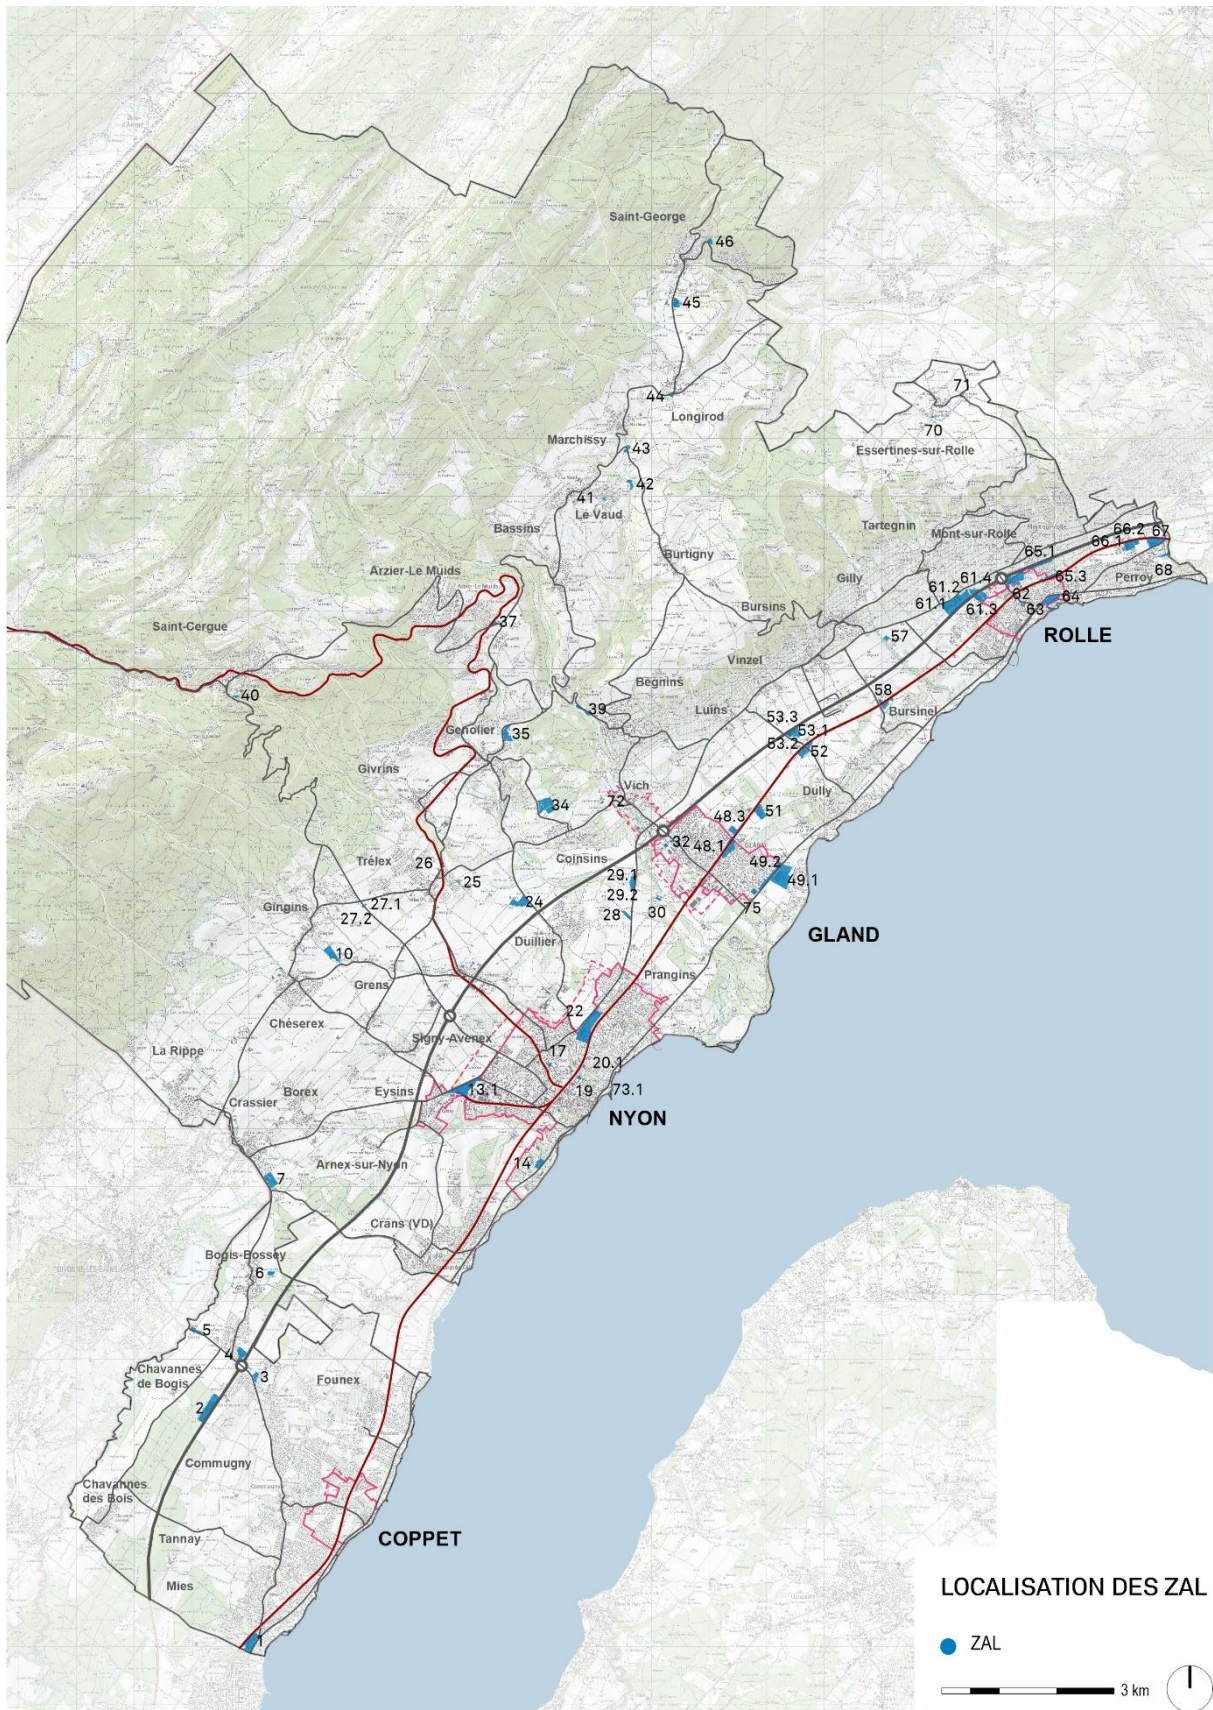 Saint-George
46
45
44
Longirod
71
70
Marchissy
43
Essertines-sur-Rolle
42
41
Le Vaud
Bassins
Tartegnin
66.2
67
Mont-sur-Rolle
66.1
65.1
Burtigny
Arzier-Le Muids
Gilly
61.4
65.3
Perroy
68
61.2
62
64
61.1
61.3
63
Bursins
Saint-Cergue
37
57
ROLLE
Vinzel
40
Begnins
58
39
Luins
Bursinel
53.3
53.1
Genolier
35
53.2
52
Givrins
Vich
Dully
72
34
51
48.3
32
48.1
GLAND
Trélex
26
Coinsins
49.2
25
29.1
49.1
Gingins
27.1
24
29.2
30
75
27.2
28
GLAND
Duillier
10
Grens
Prangins
22
Chéserex
Signy-Avenex
La Rippe
17
20.1
Borex
Eysins
13.1
19
73.1
Crassier
NYON
Arnex-sur-Nyon
14
7
Crans (VD)
Bogis-Bossey
6
5
4
Chavannes
de Bogis
3
Founex
2
Commugny
Chavannes
des Bois
COPPET
Tannay
Mies
LOCALISATION DES ZAL
1
ZAL
3 km